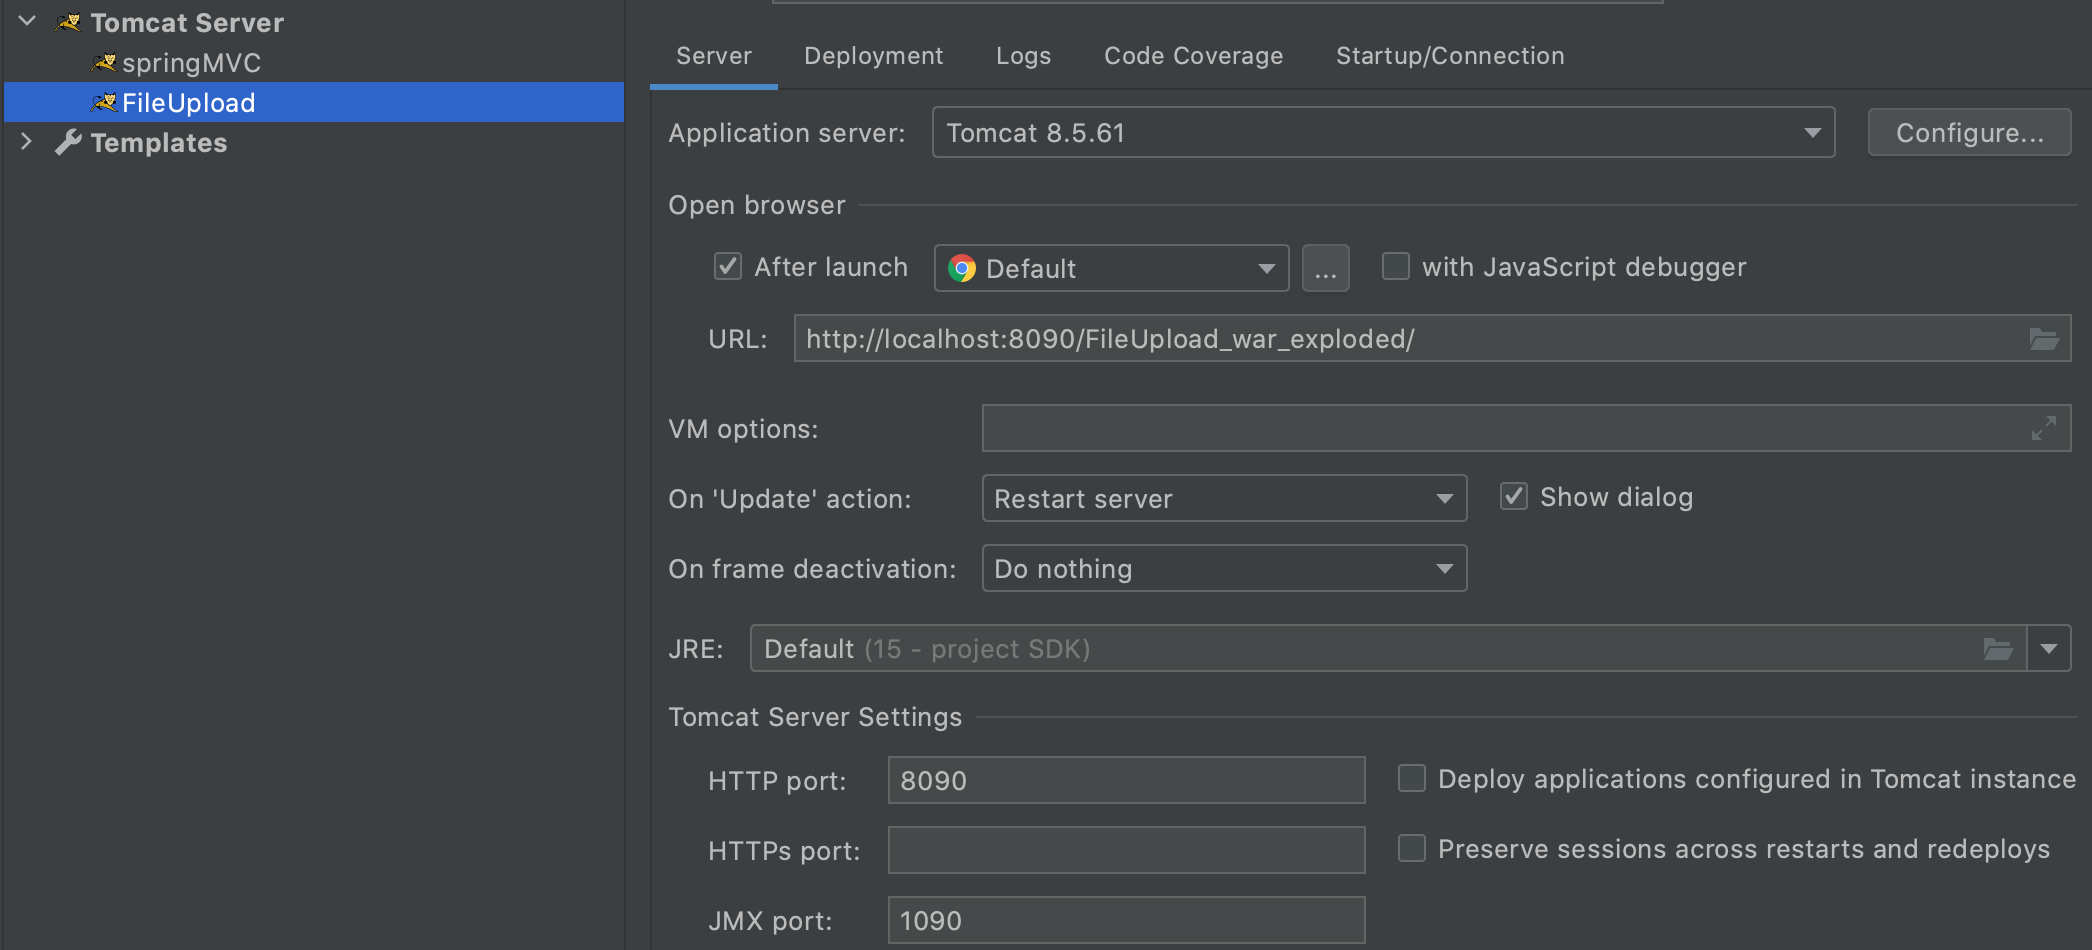 Tomcat Server
springMVC
FileUpload
Templates
Server Deployment Logs Code Coverage Startup/Connection
Application server: Tomcat 8.5.61 Configure...
Open browser
After launch Default ... with JavaScript debugger
URL: http://localhost:8090/FileUpload_war_exploded/
VM options:
On 'Update' action: Restart server Show dialog
On frame deactivation: Do nothing
JRE: Default (15 - project SDK)
Tomcat Server Settings
HTTP port: 8090 Deploy applications configured in Tomcat instance
HTTPs port: Preserve sessions across restarts and redeploys
JMX port: 1090